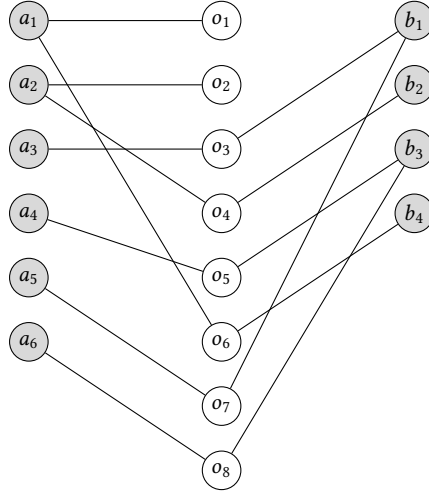 a₁ o₁ b₁
a₂ o₂ b₂
a₃ o₃ b₃
a₄ o₄ b₄
a₅ o₅
a₆ o₆
o₇
o₈